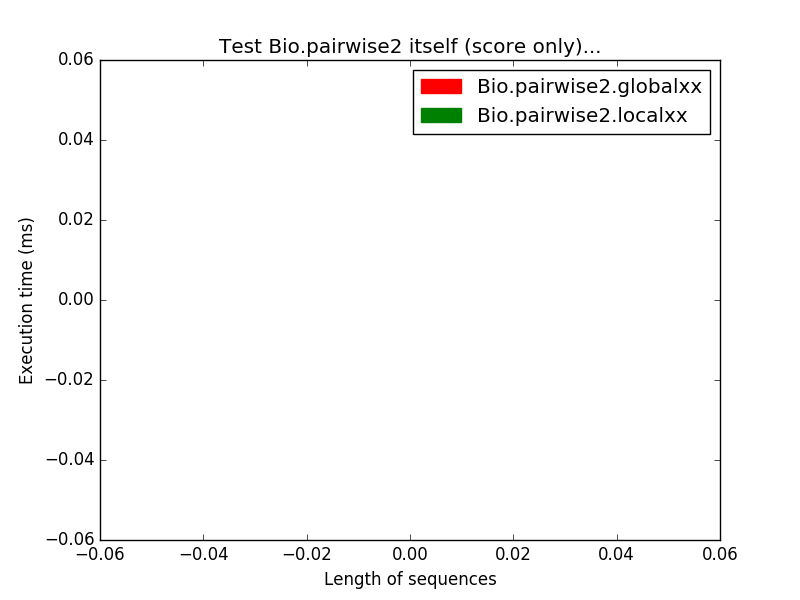 Test Bio.pairwise2 itself (score only)...
Bio.pairwise2.globalxx
Bio.pairwise2.localxx
Execution time (ms)
0.06
0.04
0.02
0.00
−0.02
−0.04
−0.06
−0.06 −0.04 −0.02 0.00 0.02 0.04 0.06
Length of sequences